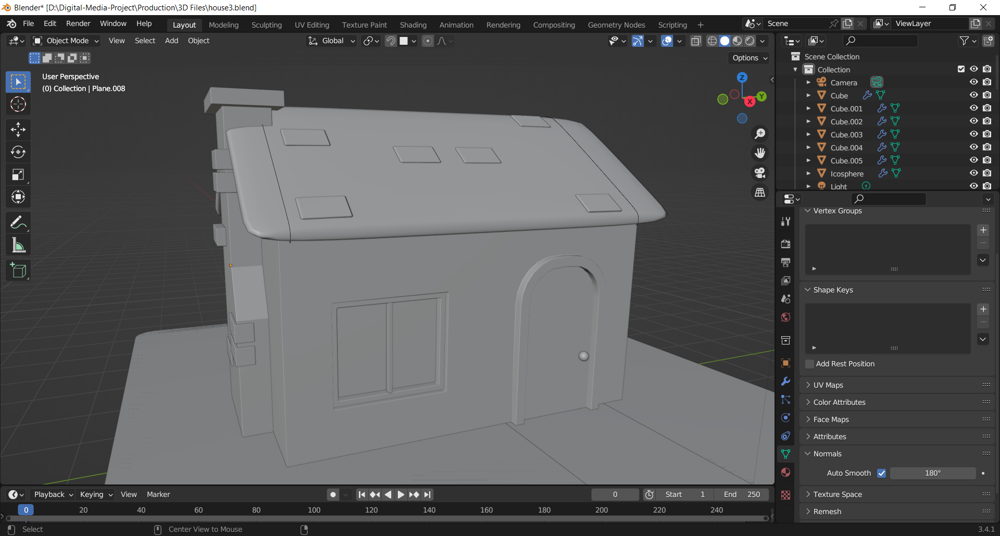 Blender* [D:\Digital-Media-Project\Production\3D Files\house3.blend]
File Edit Render Window Help Layout Modeling Sculpting UV Editing Texture Paint Shading Animation Rendering Compositing Geometry Nodes Scripting + Scene ViewLayer
Object Mode View Select Add Object Global
Options
User Perspective
(0) Collection | Plane.008
Z
Y
X
Scene Collection
Collection
Camera
Cube
Cube.001
Cube.002
Cube.003
Cube.004
Cube.005
Icosphere
Light
Vertex Groups
Shape Keys
Add Rest Position
UV Maps
Color Attributes
Face Maps
Attributes
Normals
Auto Smooth 180°
Texture Space
Remesh
Playback Keying View Marker 0 Start 1 End 250
0 20 40 60 80 100 120 140 160 180 200 220 240
Select Center View to Mouse 3.4.1